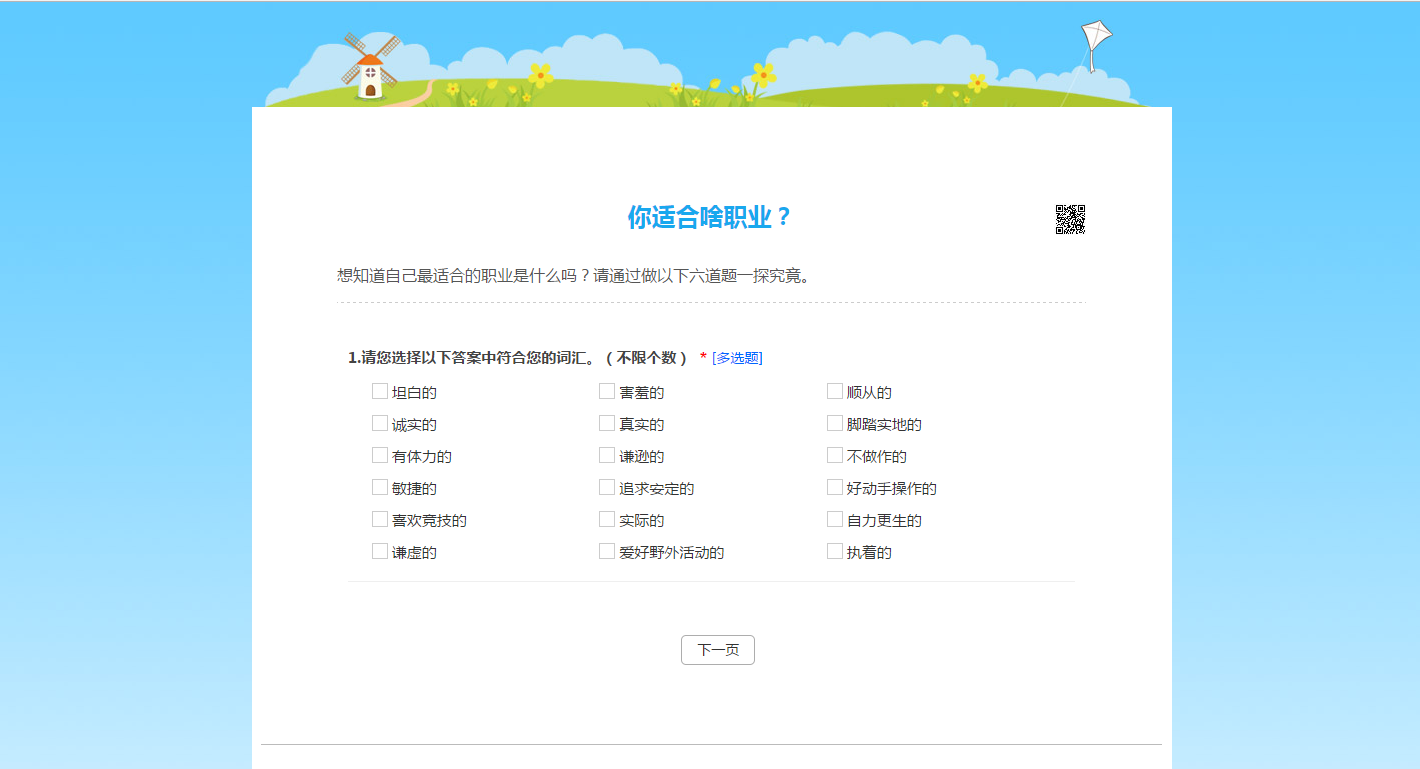 你适合啥职业？
想知道自己最适合的职业是什么吗？请通过做以下六道题一探究竟。
1.请您选择以下答案中符合您的词汇。（不限个数） * [多选题]
坦白的 害羞的 顺从的
诚实的 真实的 脚踏实地的
有体力的 谦逊的 不做作的
敏捷的 追求安定的 好动手操作的
喜欢竞技的 实际的 自力更生的
谦虚的 爱好野外活动的 执着的
下一页